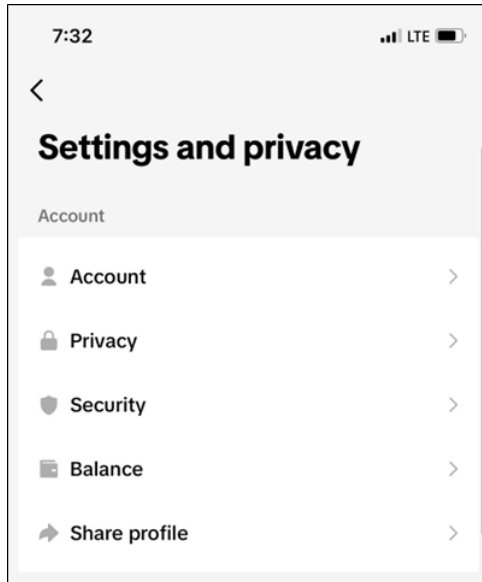 7:32
LTE
Settings and privacy
Account
Account
Privacy
Security
Balance
Share profile